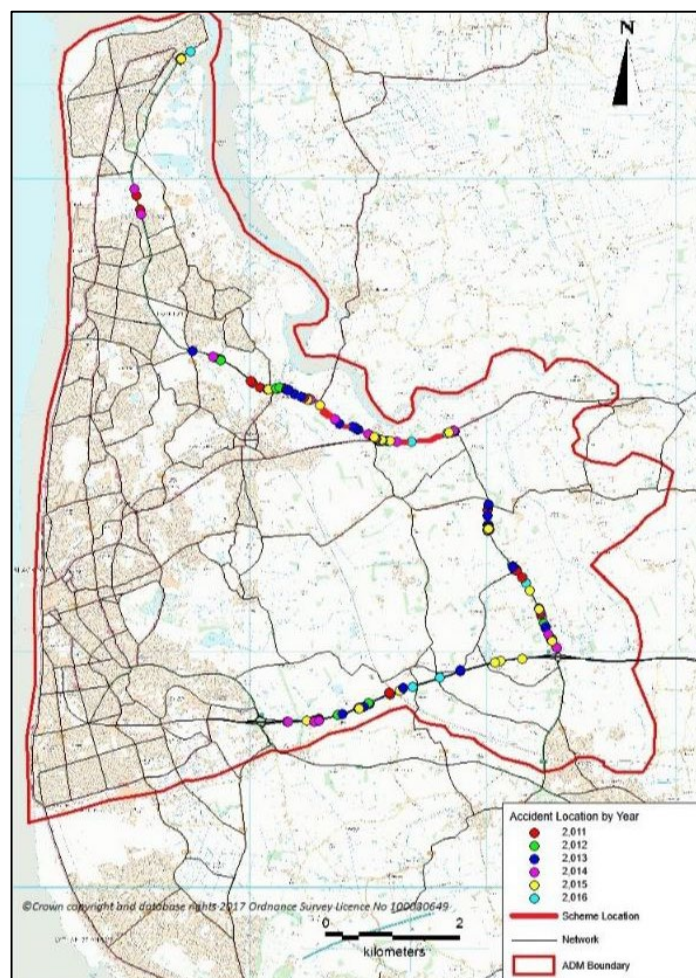 N
Accident Location by Year
2,011
2,012
2,013
2,014
2,015
2,016
Scheme Location
Network
ADM Boundary
©Crown copyright and database rights 2017 Ordnance Survey Licence No 100030649
0 2
kilometers